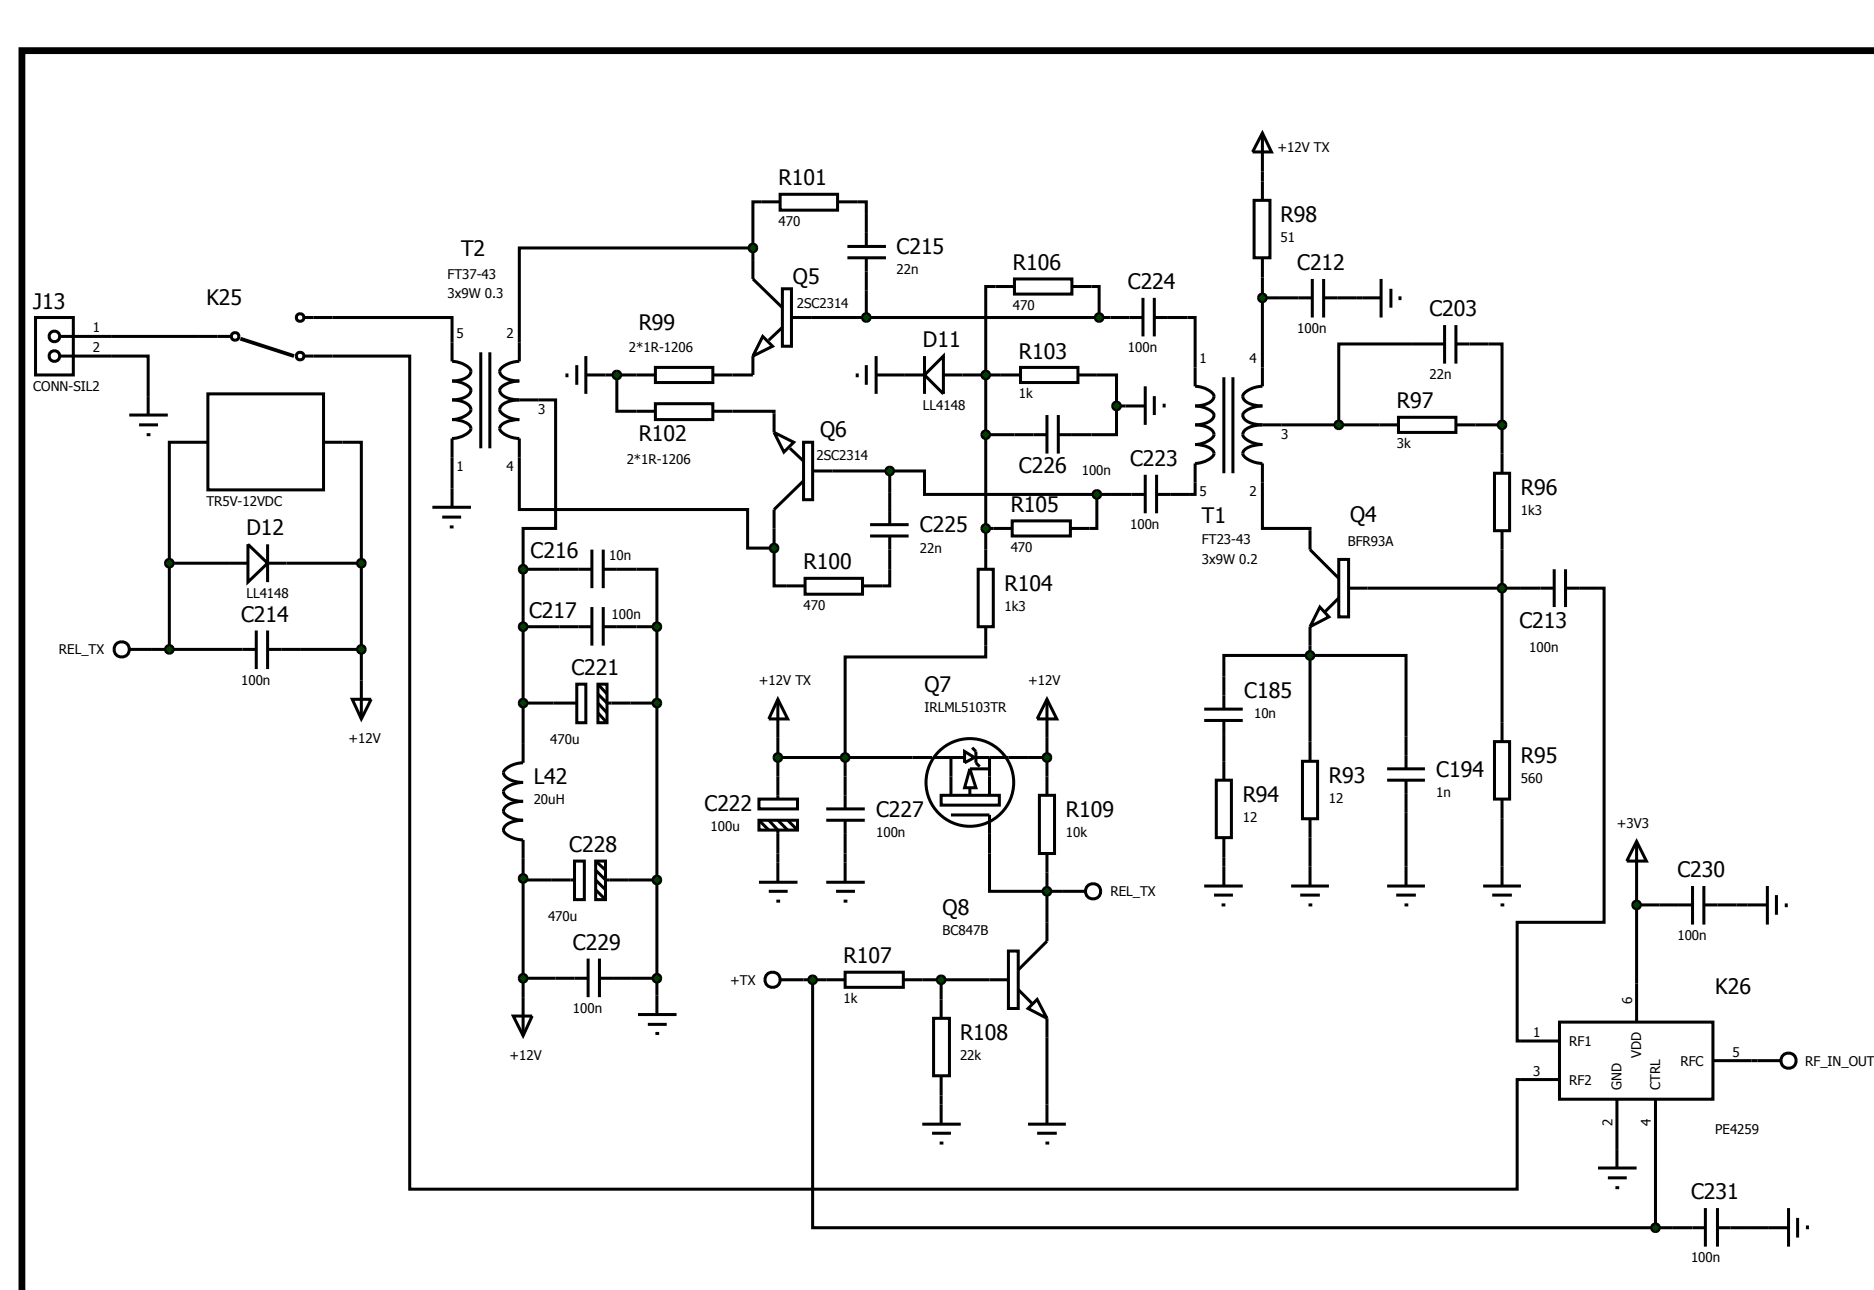 +12V TX
R101
470
R98
51
T2
FT37-43
3x9W 0.3
C215
22n
R106
470
C224
100n
C212
100n
J13
1
2
CONN-SIL2
K25
5
2
3
1
4
Q5
2SC2314
R99
2*1R-1206
R102
2*1R-1206
D11
LL4148
R103
1k
C203
22n
1
4
R97
3k
3
Q6
2SC2314
C226
100n
C223
100n
5
2
T1
FT23-43
3x9W 0.2
R96
1k3
TR5V-12VDC
D12
LL4148
C214
100n
REL_TX
+12V
C216
10n
C217
100n
C221
470u
C225
22n
R100
470
R105
470
R104
1k3
Q4
BFR93A
C213
100n
+12V TX
Q7
IRLML5103TR
+12V
C185
10n
L42
20uH
C222
100u
C227
100n
R109
10k
R94
12
R93
12
C194
1n
R95
560
+3V3
C228
470u
REL_TX
C230
100n
Q8
BC847B
C229
100n
+12V
+TX
R107
1k
R108
22k
K26
6
1
RF1
VDD
3
RF2
GND
CTRL
RFC
5
RF_IN_OUT
2
4
PE4259
C231
100n